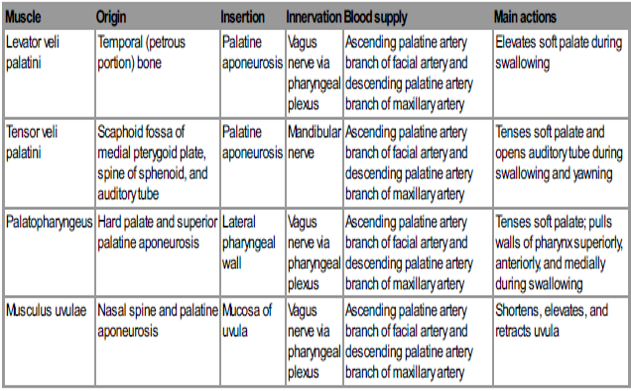 Muscle Origin Insertion Innervation Blood supply Main actions
Levator veli Temporal (petrous Palatine Vagus Ascending palatine artery Elevates soft palate during
palatini portion) bone aponeurosis nerve via branch of facial artery and swallowing
pharyngeal descending palatine artery
plexus branch of maxillary artery
Tensor veli Scaphoid fossa of Palatine Mandibular Ascending palatine artery Tenses soft palate and
palatini medial pterygoid plate, aponeurosis nerve branch of facial artery and opens auditory tube during
spine of sphenoid, and descending palatine artery swallowing and yawning
auditory tube branch of maxillary artery
Palatopharyngeus Hard palate and superior Lateral Vagus Ascending palatine artery Tenses soft palate; pulls
palatine aponeurosis pharyngeal nerve via branch of facial artery and walls of pharynx superiorly,
wall pharyngeal descending palatine artery anteriorly, and medially
plexus branch of maxillary artery during swallowing
Musculus uvulae Nasal spine and palatine Mucosa of Vagus Ascending palatine artery Shortens, elevates, and
aponeurosis uvula nerve via branch of facial artery and retracts uvula
pharyngeal descending palatine artery
plexus branch of maxillary artery